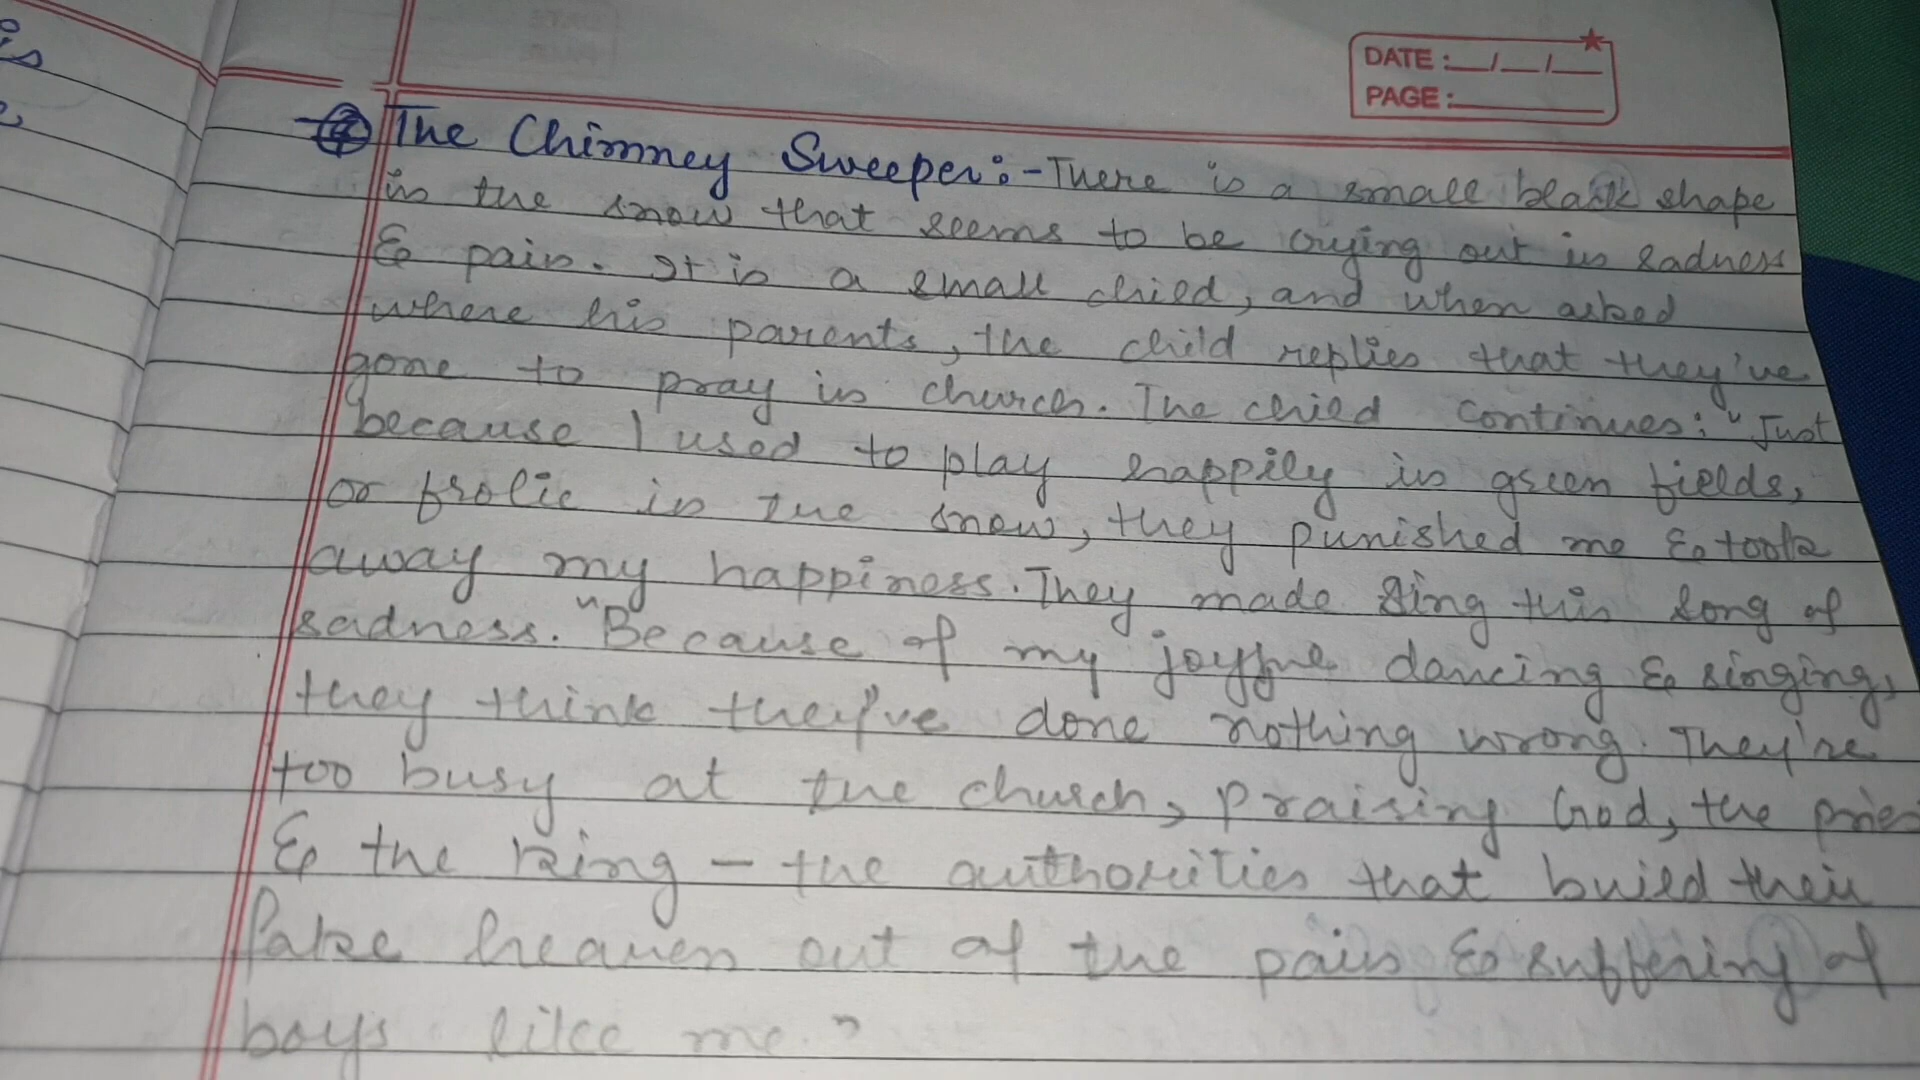 is
DATE: __/__/__
PAGE:
The Chimney Sweeper:- There is a small black shape
in the snow that seems to be crying out in sadness
& pain. It is a small child, and when asked
where his parents, the child replies that they've
gone to pray in church. The child continues: "Just
because I used to play happily in green fields,
or frolic in the snow, they punished me & took
away my happiness. They made sing this song of
sadness. "Because of my joyful dancing & singing,
they think they've done nothing wrong. They're
too busy at the church, praising God, the pries
& the King - the authorities that build their
fake heaven out of the pain & suffering of
boys like me."